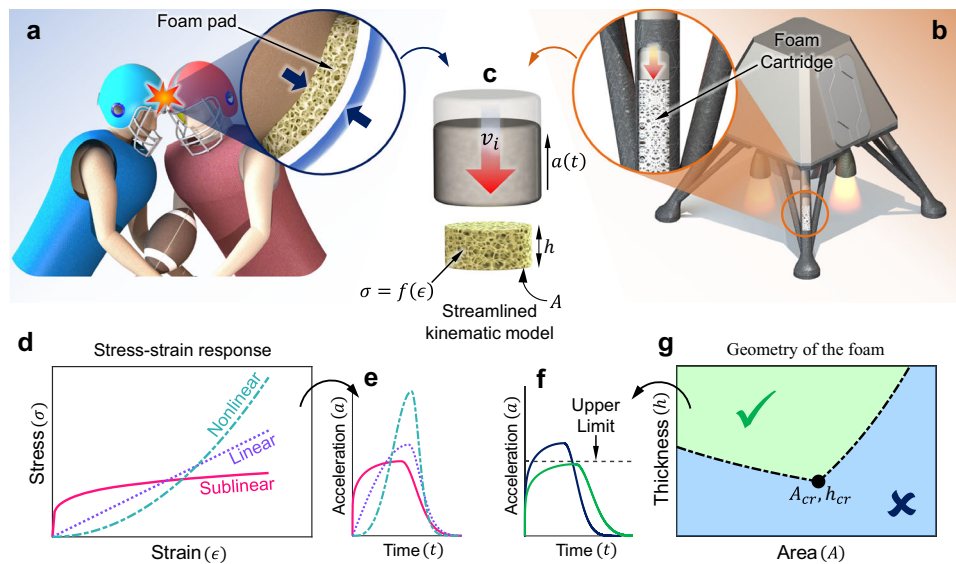 a
Foam pad
c
v_i
a(t)
h
σ = f(ϵ)
A
Streamlined
kinematic model
b
Foam
Cartridge
d
Stress-strain response
Stress (σ)
Nonlinear
Linear
Sublinear
Strain (ϵ)
e
Acceleration (a)
Time (t)
f
Acceleration (a)
Upper
Limit
Time (t)
g
Geometry of the foam
Thickness (h)
A_cr, h_cr
Area (A)